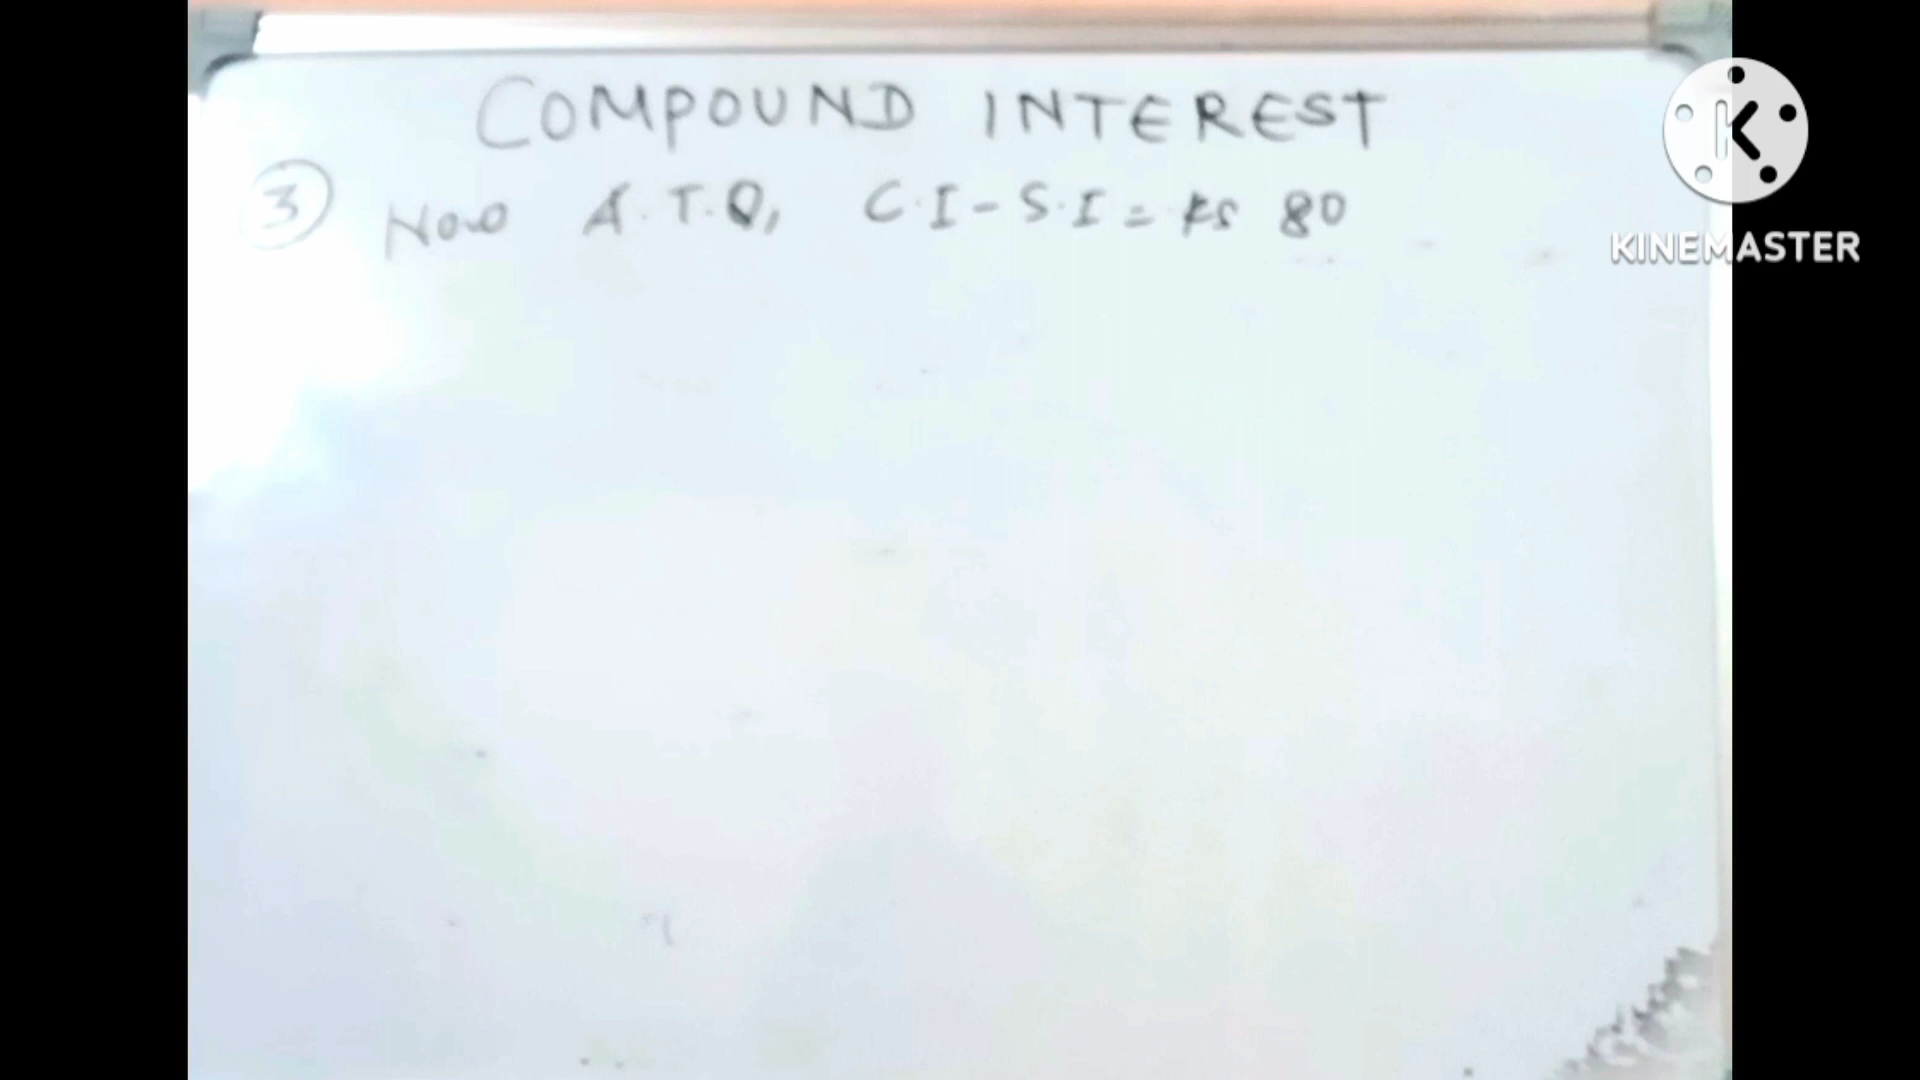 COMPOUND INTEREST
③ Now A.T.Q, C.I - S.I = Rs 80
KINEMASTER